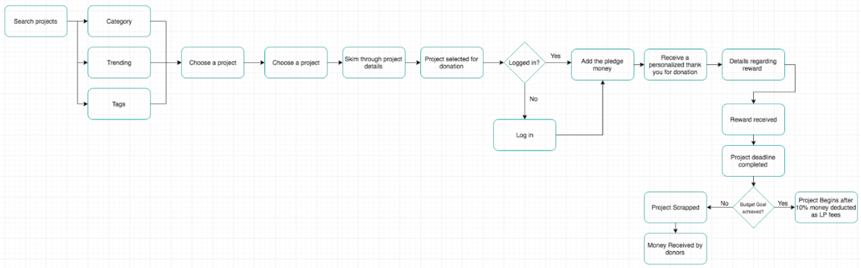 Search projects
Category
Trending
Tags
Choose a project
Choose a project
Skim through project
details
Project selected for
donation
Logged in?
Yes
No
Log in
Add the pledge
money
Receive a
personalized thank
you for donation
Details regarding
reward
Reward received
Project deadline
completed
Budget Goal
achieved?
No
Yes
Project Scrapped
Money Received by
donors
Project Begins after
10% money deducted
as LP fees